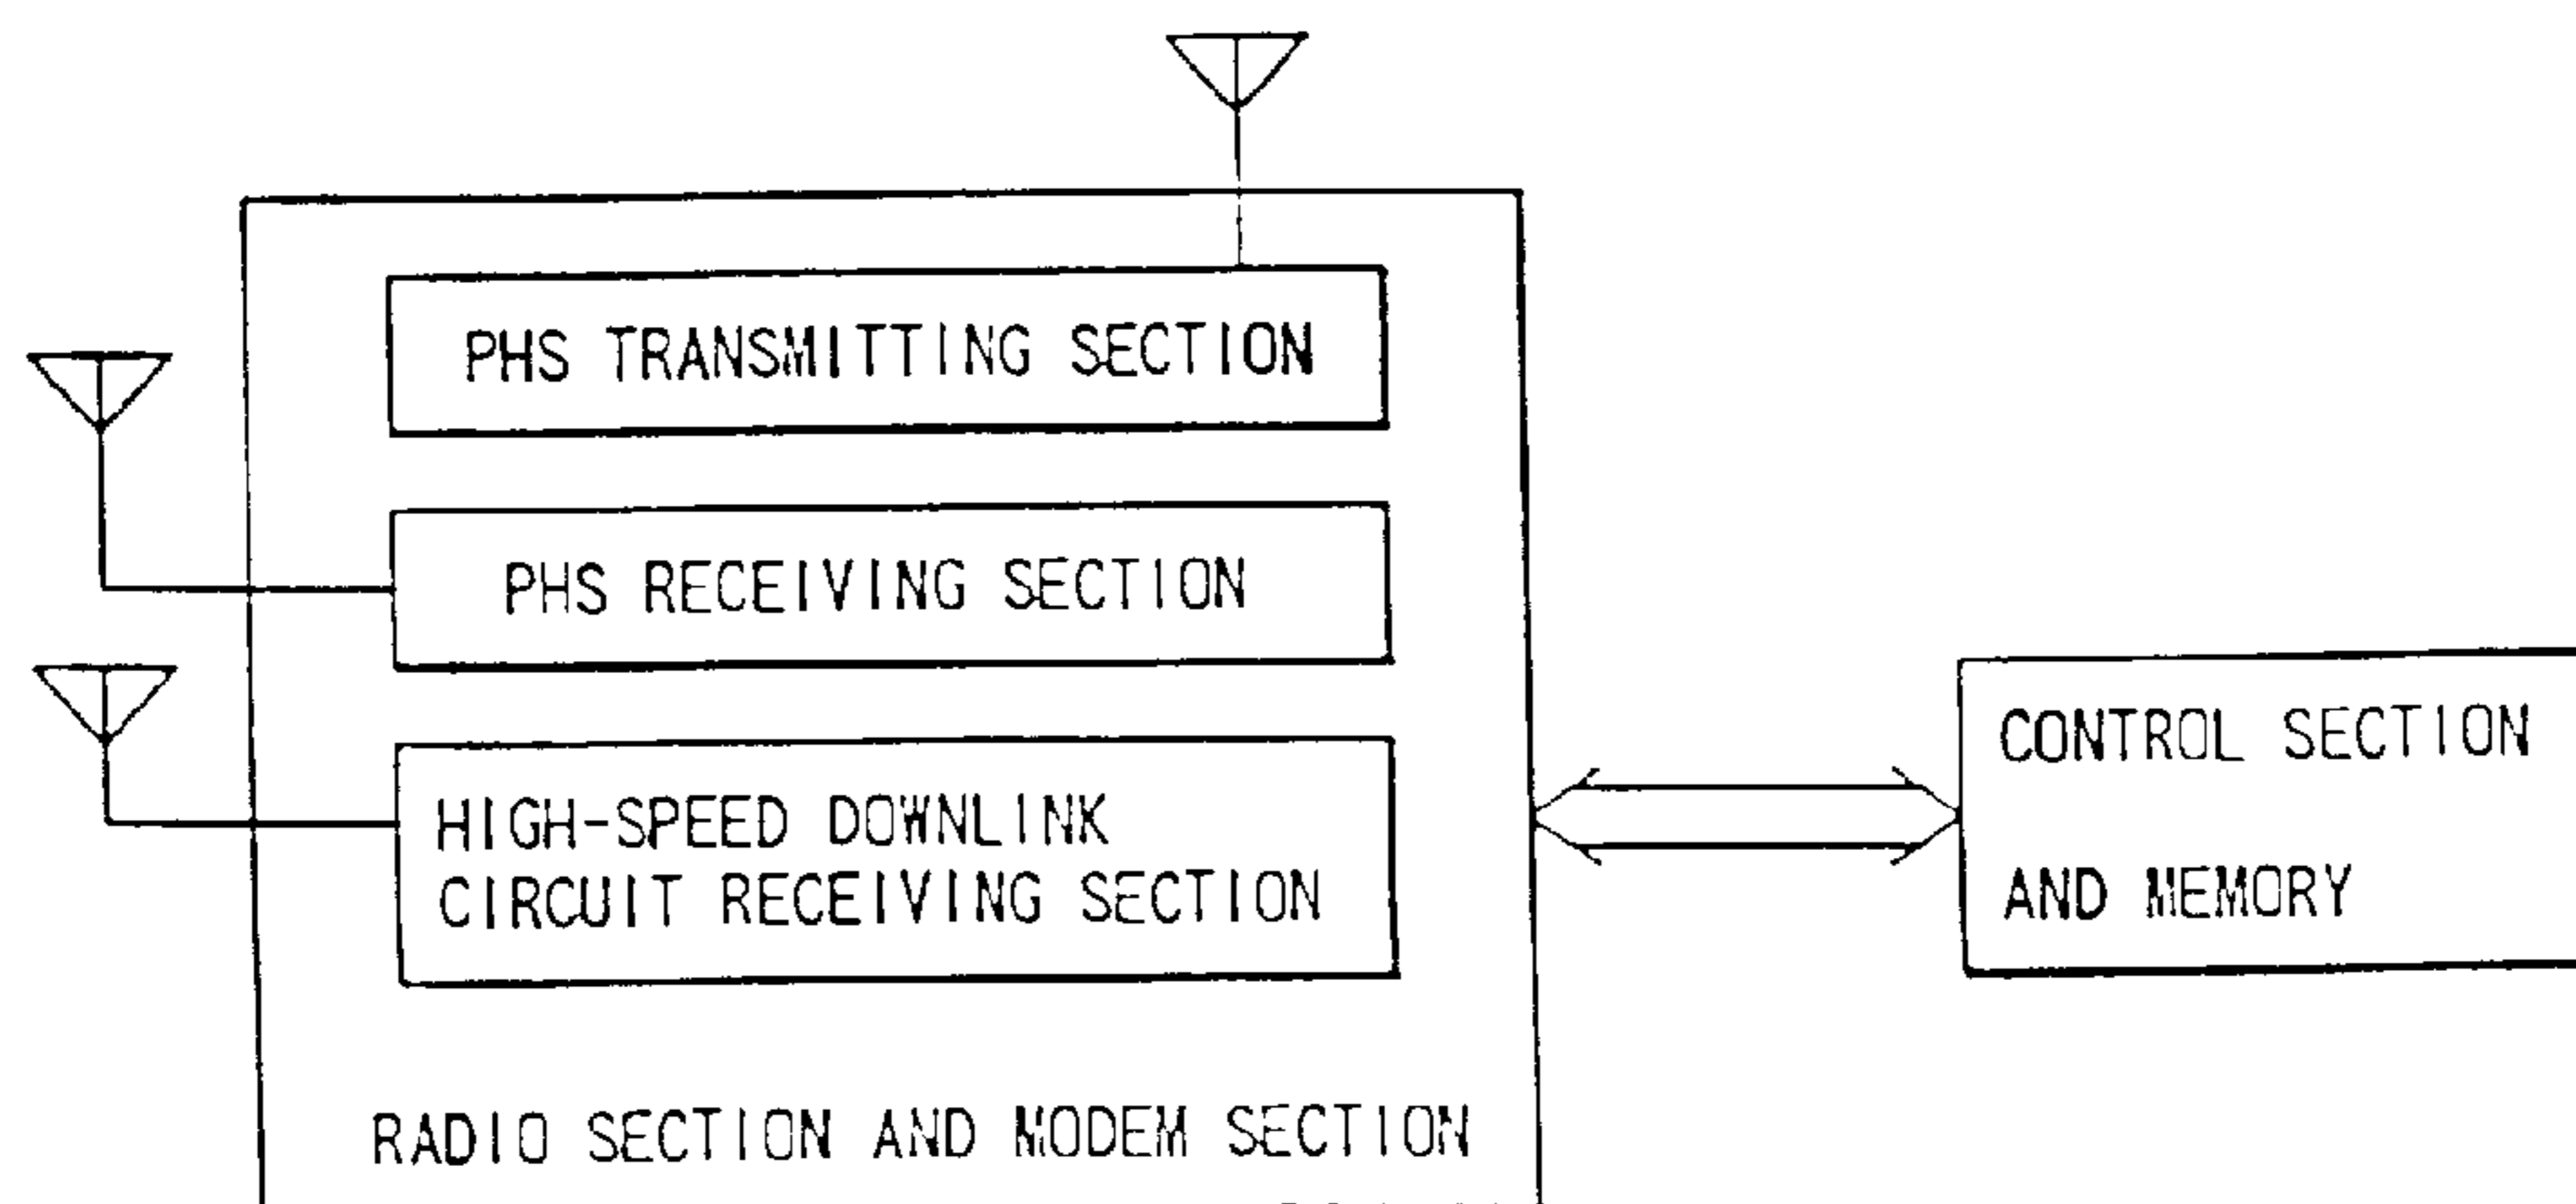 PHS TRANSMITTING SECTION
PHS RECEIVING SECTION
HIGH-SPEED DOWNLINK
CIRCUIT RECEIVING SECTION
RADIO SECTION AND MODEM SECTION
CONTROL SECTION
AND MEMORY